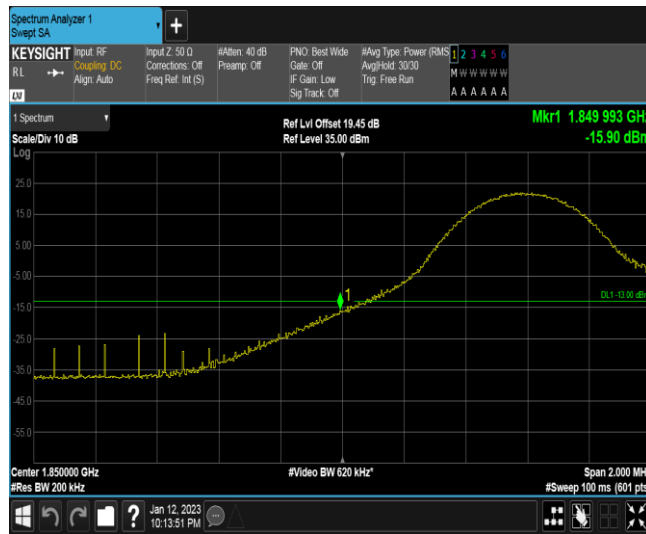 Spectrum Analyzer 1
Swept SA
+
KEYSIGHT
RL
LXI
Input: RF
Coupling: DC
Align: Auto
Input Z: 50 Ω
Corrections: Off
Freq Ref: Int (S)
#Atten: 40 dB
Preamp: Off
PNO: Best Wide
Gate: Off
IF Gain: Low
Sig Track: Off
#Avg Type: Power (RMS
Avg|Hold: 30/30
Trig: Free Run
1 2 3 4 5 6
M W W W W W
A A A A A A
1 Spectrum
Scale/Div 10 dB
Log
Ref Lvl Offset 19.45 dB
Ref Level 35.00 dBm
Mkr1 1.849 993 GHz
-15.90 dBm
25.0
15.0
5.00
-5.00
-15.0
-25.0
-35.0
-45.0
-55.0
1
DL1 -13.00 dBm
Center 1.850000 GHz
#Res BW 200 kHz
#Video BW 620 kHz*
Span 2.000 MHz
#Sweep 100 ms (601 pts)
?
Jan 12, 2023
10:13:51 PM